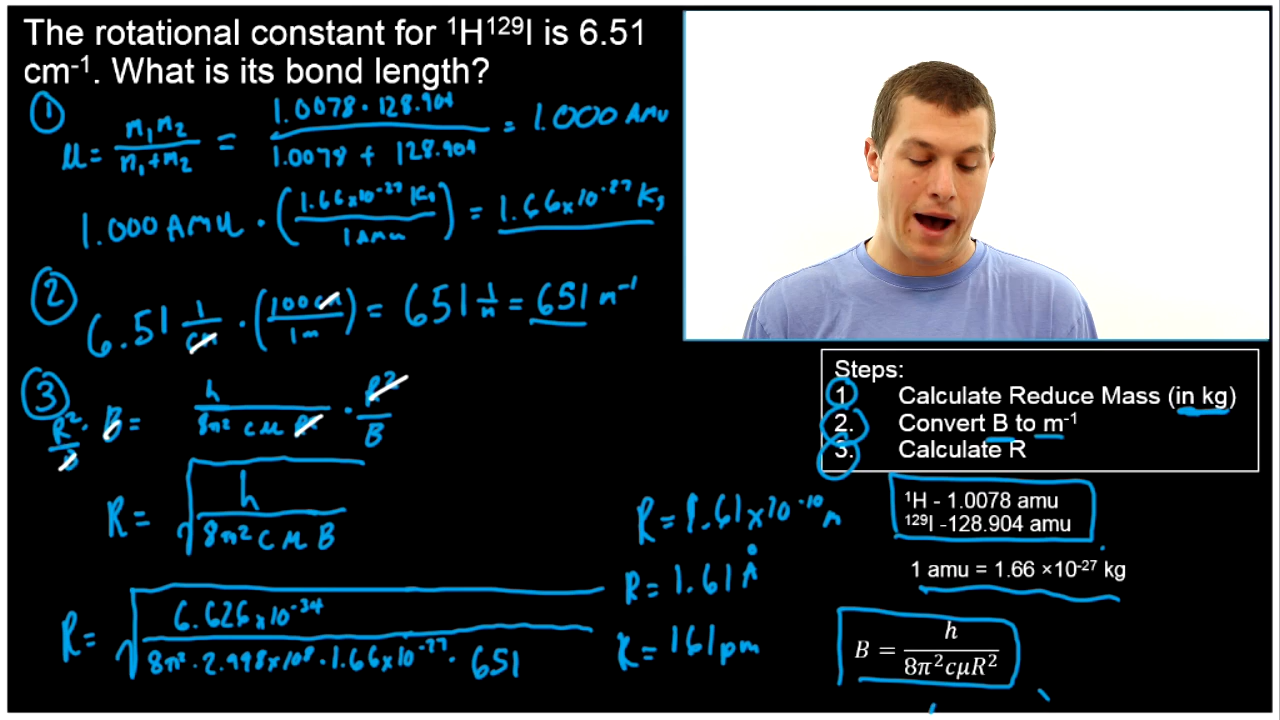 The rotational constant for ¹H¹²⁹I is 6.51
cm⁻¹. What is its bond length?
① μ = m₁m₂ / m₁+m₂ = 1.0078 · 128.904 / 1.0078 + 128.904 = 1.000 AMU
1.000 AMU · (1.66x10⁻²⁷ Kg / 1 AMU) = 1.66x10⁻²⁷ Kg
② 6.51 1/cm · (100cm / 1m) = 651 1/m = 651 m⁻¹
③ R²/B · B = h / 8π² c μ R² · R²/B
R = √(h / 8π² c μ B)
R = √(6.626x10⁻³⁴ / 8π² · 2.998x10⁸ · 1.66x10⁻²⁷ · 651)
R = 1.61x10⁻¹⁰ m
R = 1.61 Å
R = 161 pm
Steps:
1 Calculate Reduce Mass (in kg)
2. Convert B to m⁻¹
3. Calculate R
¹H - 1.0078 amu
¹²⁹I -128.904 amu
1 amu = 1.66 ×10⁻²⁷ kg
B = h / 8π²cμR²